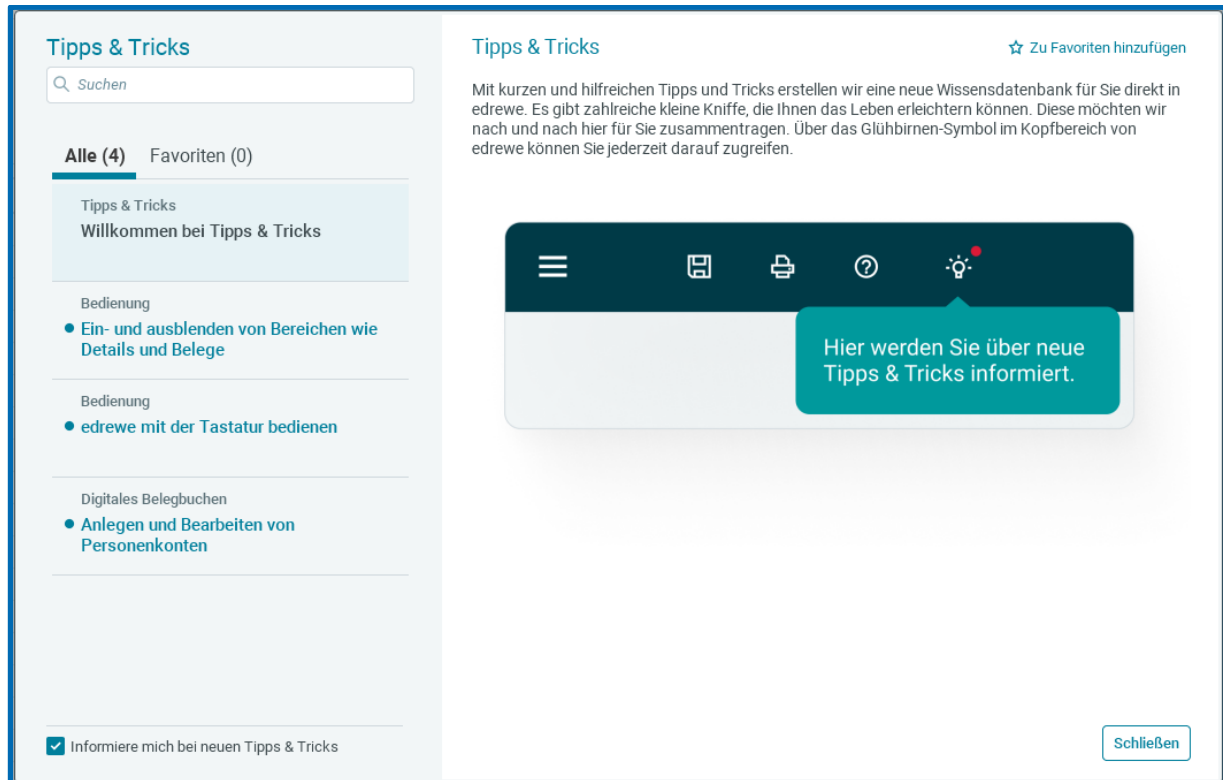 Tipps & Tricks
Suchen
Alle (4) Favoriten (0)
Tipps & Tricks
Willkommen bei Tipps & Tricks
Bedienung
Ein- und ausblenden von Bereichen wie
Details und Belege
Bedienung
edrewe mit der Tastatur bedienen
Digitales Belegbuchen
Anlegen und Bearbeiten von
Personenkonten
Informiere mich bei neuen Tipps & Tricks
Tipps & Tricks
Zu Favoriten hinzufügen
Mit kurzen und hilfreichen Tipps und Tricks erstellen wir eine neue Wissensdatenbank für Sie direkt in
edrewe. Es gibt zahlreiche kleine Kniffe, die Ihnen das Leben erleichtern können. Diese möchten wir
nach und nach hier für Sie zusammentragen. Über das Glühbirnen-Symbol im Kopfbereich von
edrewe können Sie jederzeit darauf zugreifen.
Hier werden Sie über neue
Tipps & Tricks informiert.
Schließen